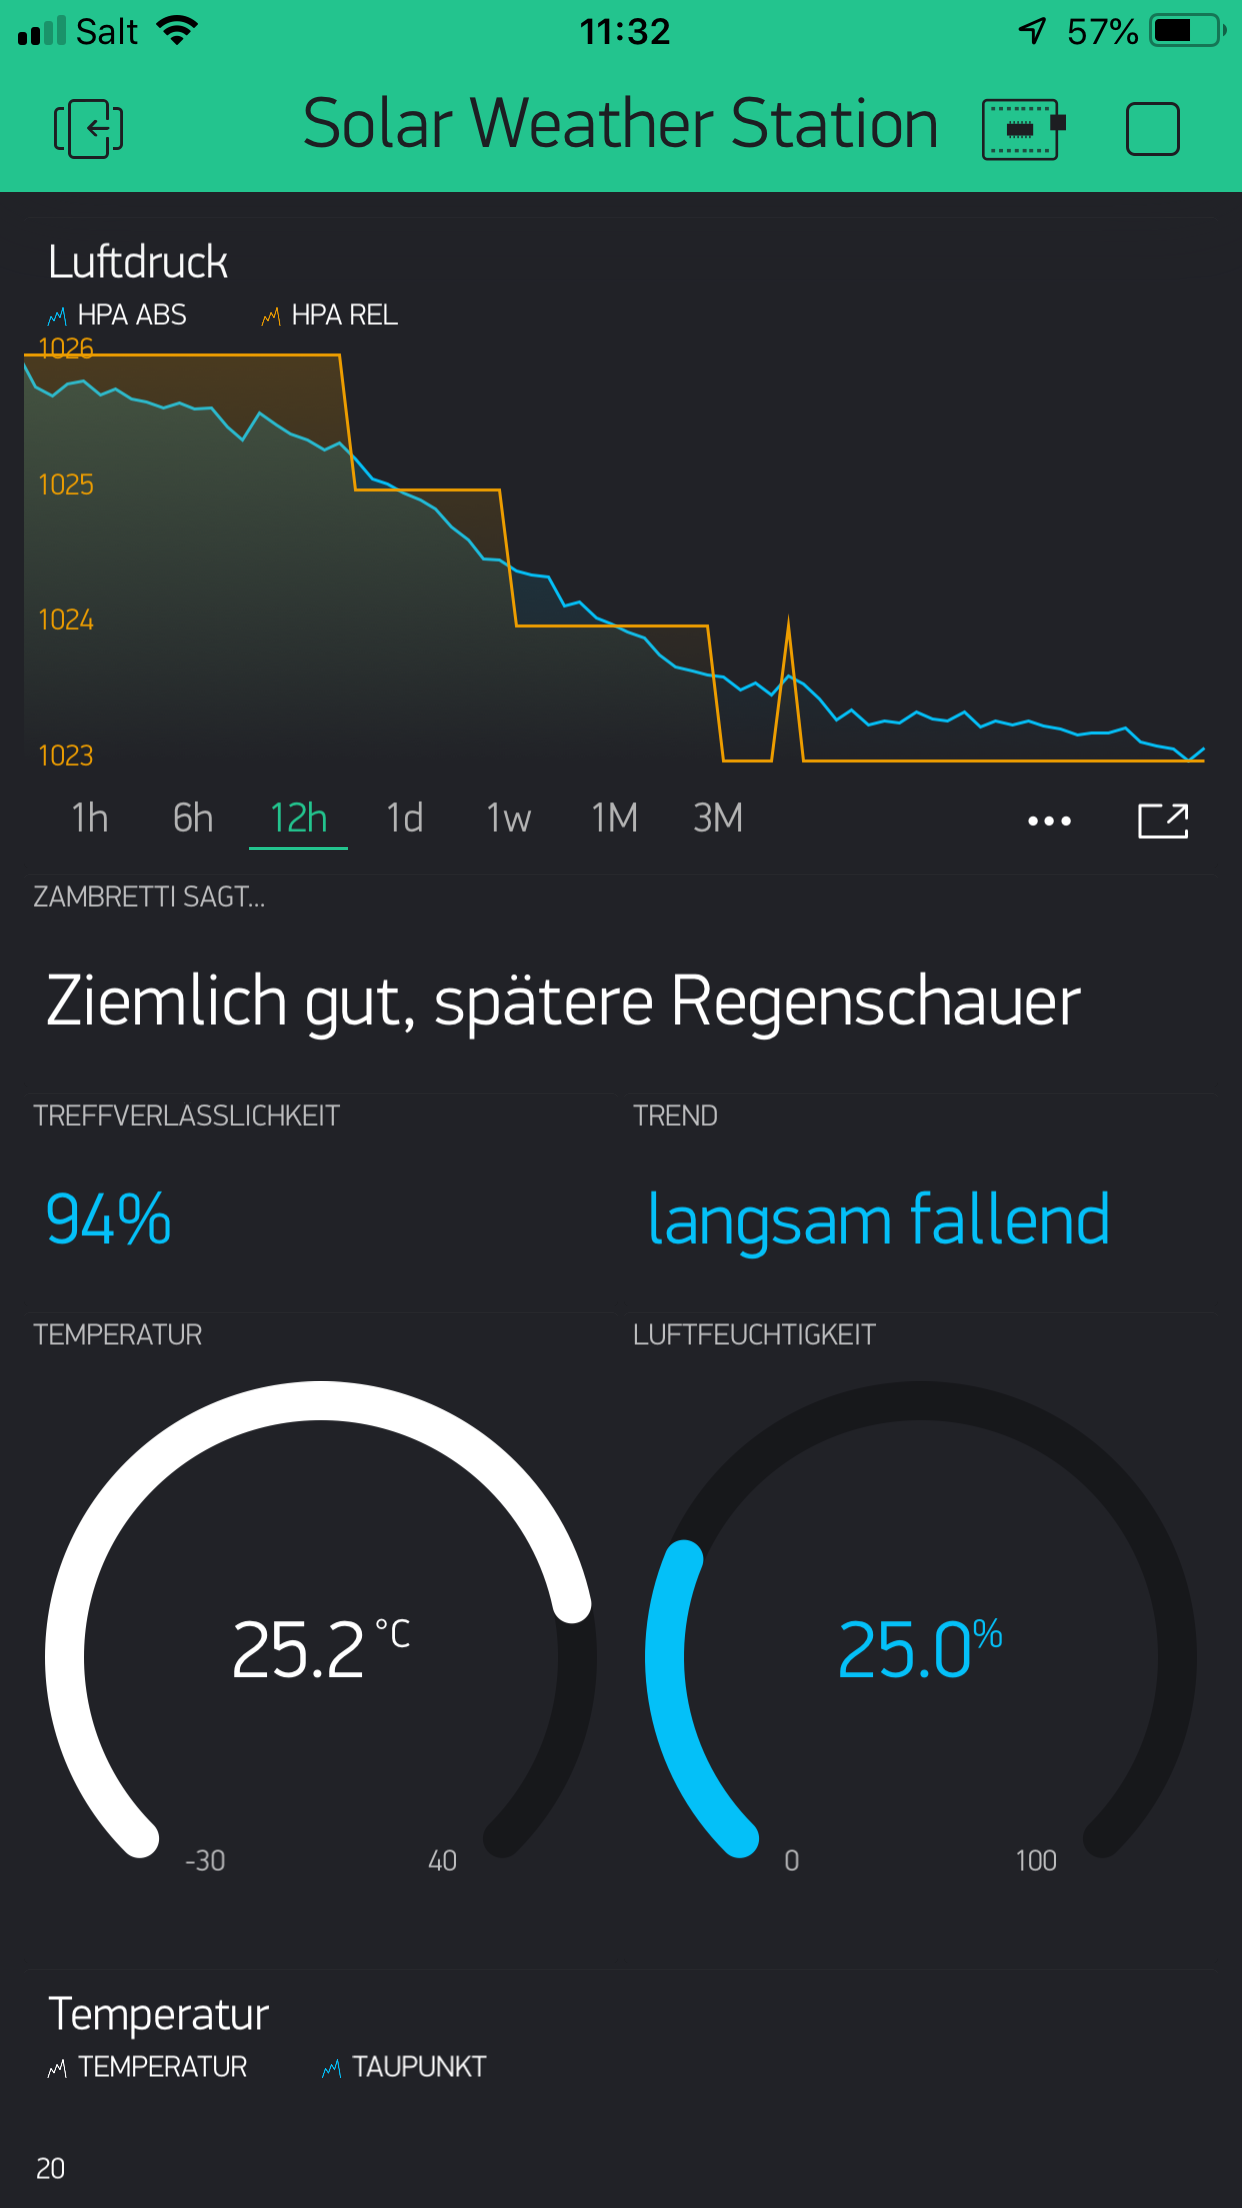 Salt 11:32 57%
Solar Weather Station
Luftdruck
HPA ABS HPA REL
1026
1025
1024
1023
1h 6h 12h 1d 1w 1M 3M
ZAMBRETTI SAGT...
Ziemlich gut, spätere Regenschauer
TREFFVERLASSLICHKEIT TREND
94% langsam fallend
TEMPERATUR LUFTFEUCHTIGKEIT
25.2 °C 25.0%
-30 40 0 100
Temperatur
TEMPERATUR TAUPUNKT
20